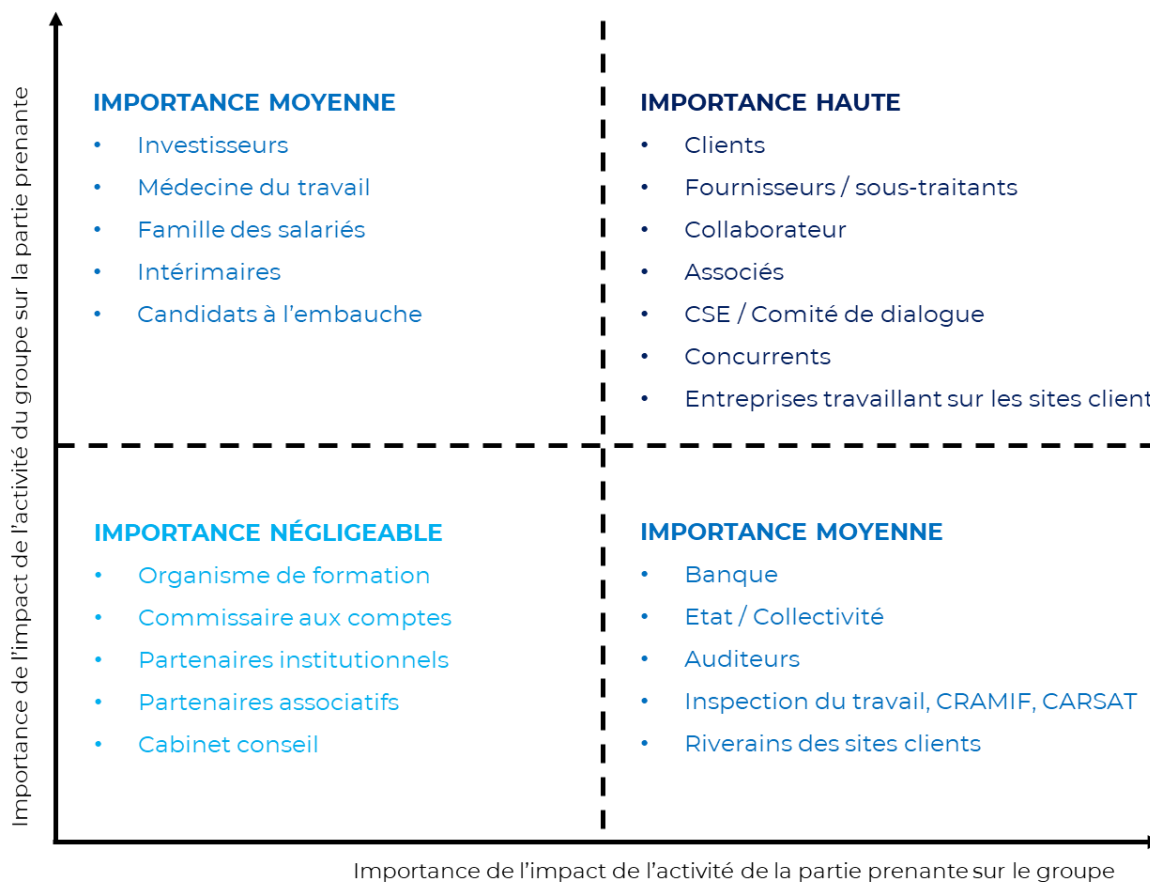 Importance de l'impact de l'activité du groupe sur la partie prenante
IMPORTANCE MOYENNE
• Investisseurs
• Médecine du travail
• Famille des salariés
• Intérimaires
• Candidats à l'embauche
IMPORTANCE HAUTE
• Clients
• Fournisseurs / sous-traitants
• Collaborateur
• Associés
• CSE / Comité de dialogue
• Concurrents
• Entreprises travaillant sur les sites client
IMPORTANCE NÉGLIGEABLE
• Organisme de formation
• Commissaire aux comptes
• Partenaires institutionnels
• Partenaires associatifs
• Cabinet conseil
IMPORTANCE MOYENNE
• Banque
• Etat / Collectivité
• Auditeurs
• Inspection du travail, CRAMIF, CARSAT
• Riverains des sites clients
Importance de l'impact de l'activité de la partie prenante sur le groupe